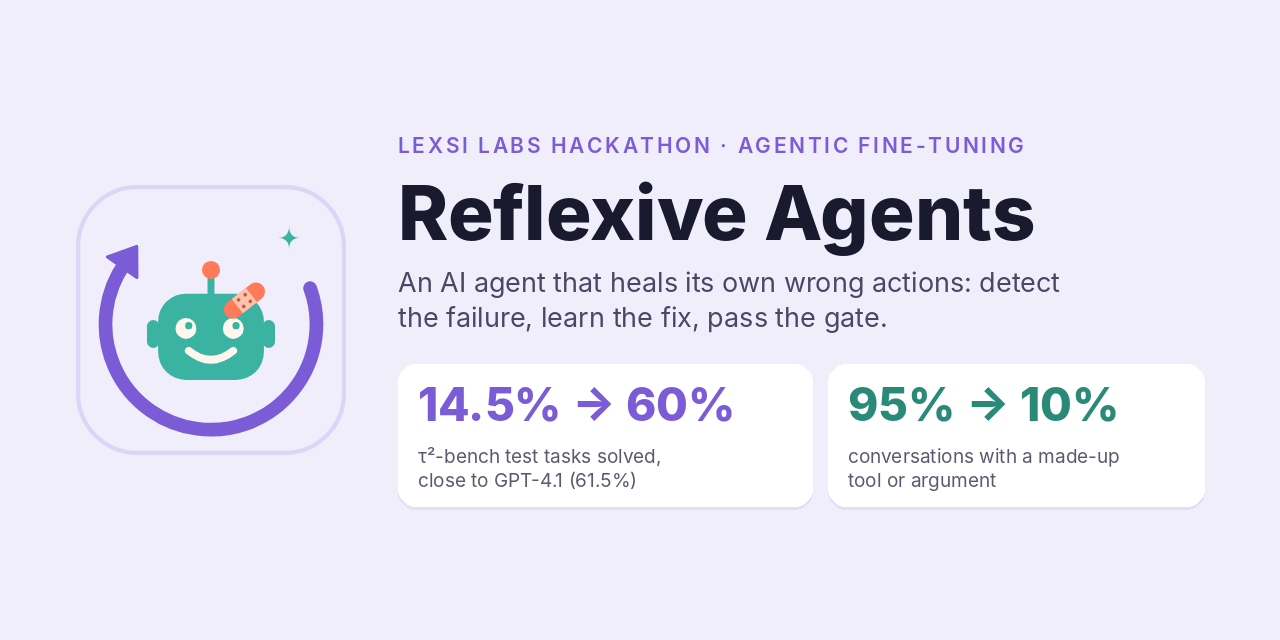 LEXSI LABS HACKATHON · AGENTIC FINE-TUNING
Reflexive Agents
An AI agent that heals its own wrong actions: detect
the failure, learn the fix, pass the gate.
14.5% → 60%
τ²-bench test tasks solved,
close to GPT-4.1 (61.5%)
95% → 10%
conversations with a made-up
tool or argument